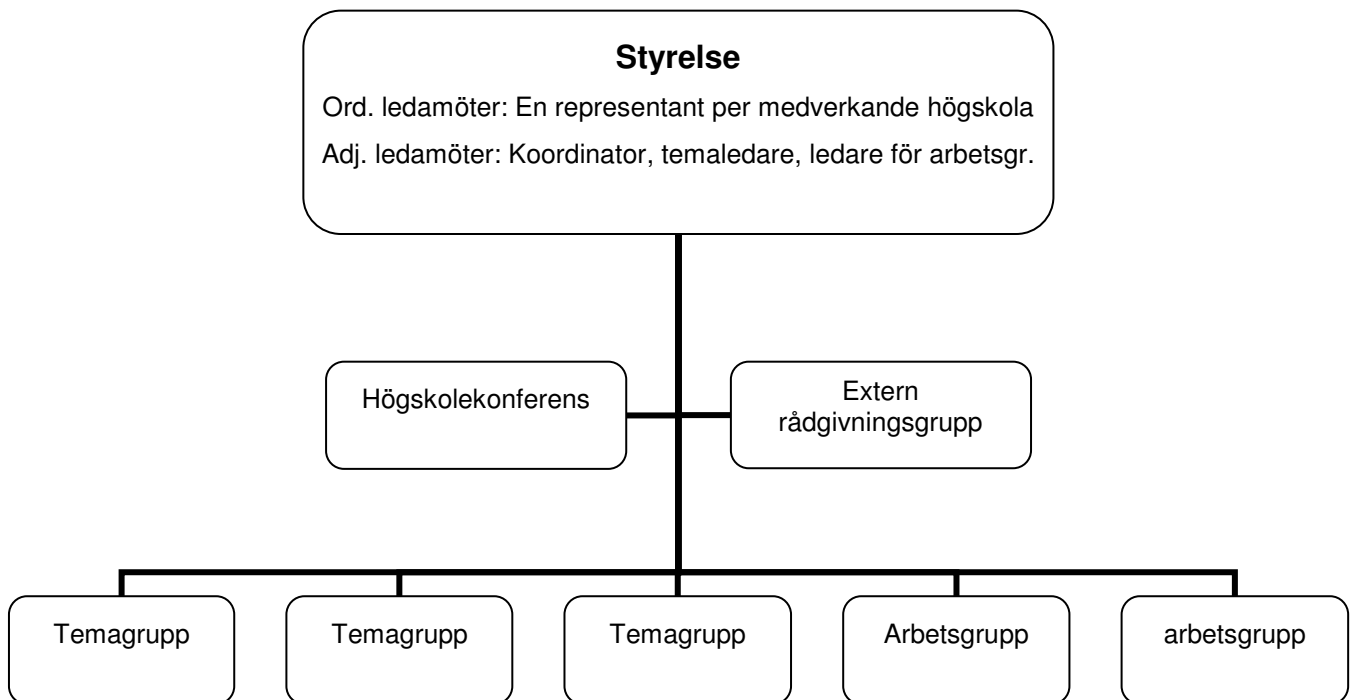 Styrelse
Ord. ledamöter: En representant per medverkande högskola
Adj. ledamöter: Koordinator, temaledare, ledare för arbetsgr.
Högskolekonferens
Extern
rådgivningsgrupp
Temagrupp
Temagrupp
Temagrupp
Arbetsgrupp
arbetsgrupp